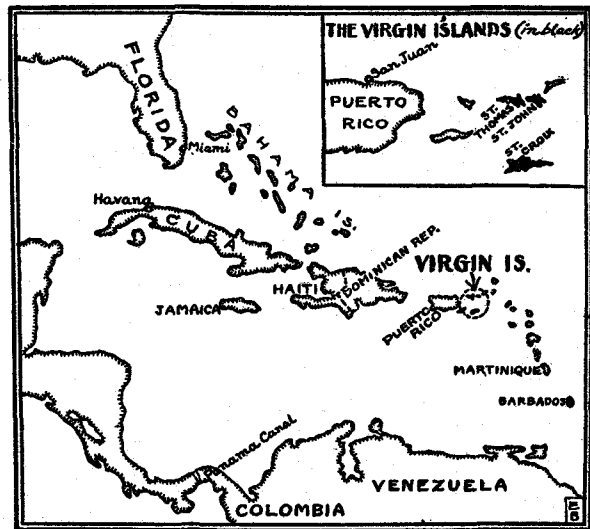 THE VIRGIN ISLANDS (in black)
San Juan
PUERTO
RICO
ST.
THOMAS
ST. JOHN
ST.
CROIX
FLORIDA
Miami
BAHAMA
IS.
Havana
CUBA
HAITI
DOMINICAN REP.
VIRGIN IS.
JAMAICA
PUERTO
RICO
MARTINIQUE
BARBADOS
Panama Canal
VENEZUELA
COLOMBIA